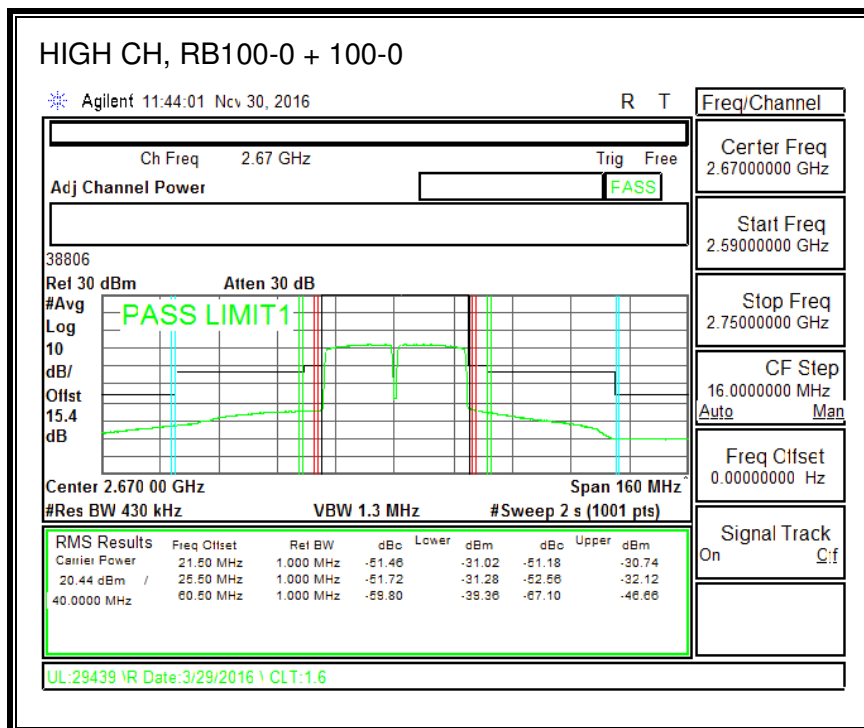 HIGH CH, RB100-0 + 100-0
Agilent 11:44:01 Nov 30, 2016 R T
Freq/Channel
Ch Freq 2.67 GHz Trig Free
Adj Channel Power PASS
Center Freq
2.67000000 GHz
Start Freq
2.59000000 GHz
Stop Freq
2.75000000 GHz
CF Step
16.0000000 MHz
Auto Man
Freq Offset
0.00000000 Hz
Signal Track
On Off
38806
Ref 30 dBm Atten 30 dB
#Avg
Log
10
dB/
Offst
15.4
dB
PASS LIMIT1
Center 2.670 00 GHz Span 160 MHz
#Res BW 430 kHz VBW 1.3 MHz #Sweep 2 s (1001 pts)
RMS Results Freq Offset Ref BW dBc Lower dBm dBc Upper dBm
Carrier Power 21.50 MHz 1.000 MHz -51.46 -31.02 -51.18 -30.74
20.44 dBm / 25.50 MHz 1.000 MHz -51.72 -31.28 -52.56 -32.12
40.0000 MHz 60.50 MHz 1.000 MHz -59.80 -39.36 -67.10 -46.66
UL:29439 \R Date:3/29/2016 \ CLT:1.6